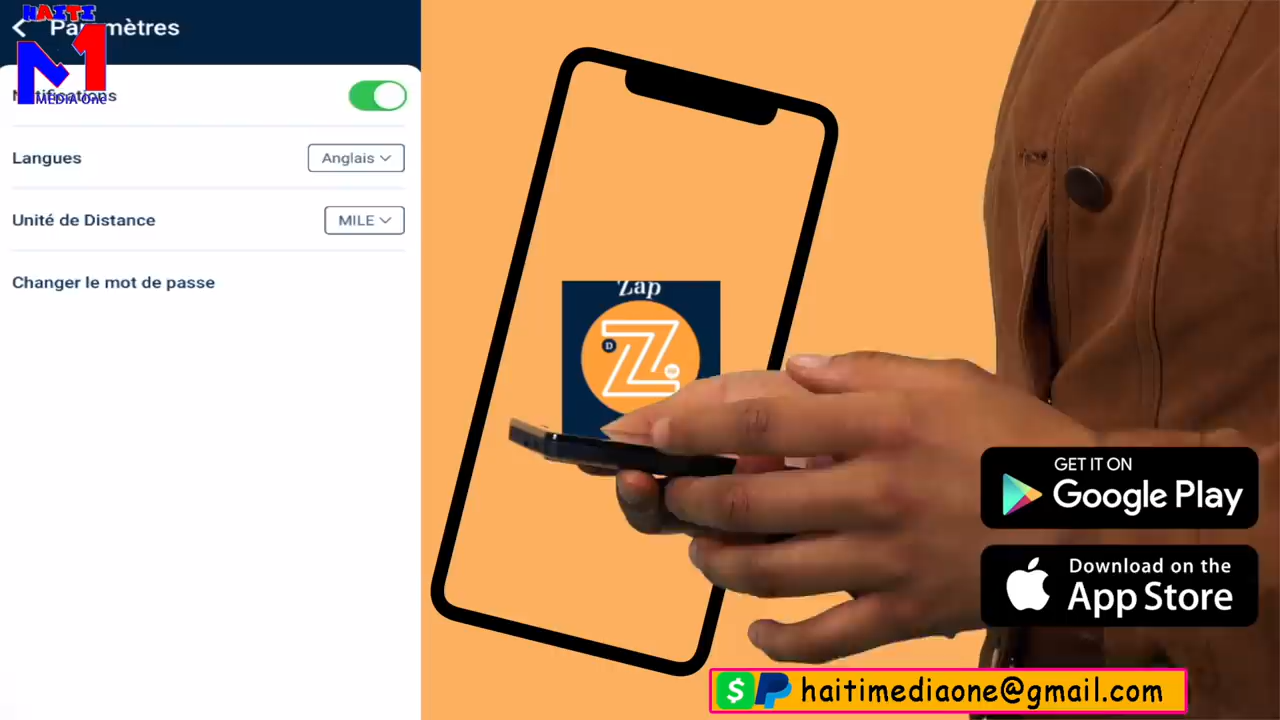 HAITI
M1
MEDIA One
Paramètres
Notifications
Langues
Anglais
Unité de Distance
MILE
Changer le mot de passe
Zap
D
Z
GET IT ON
Google Play
Download on the
App Store
$ haitimediaone@gmail.com